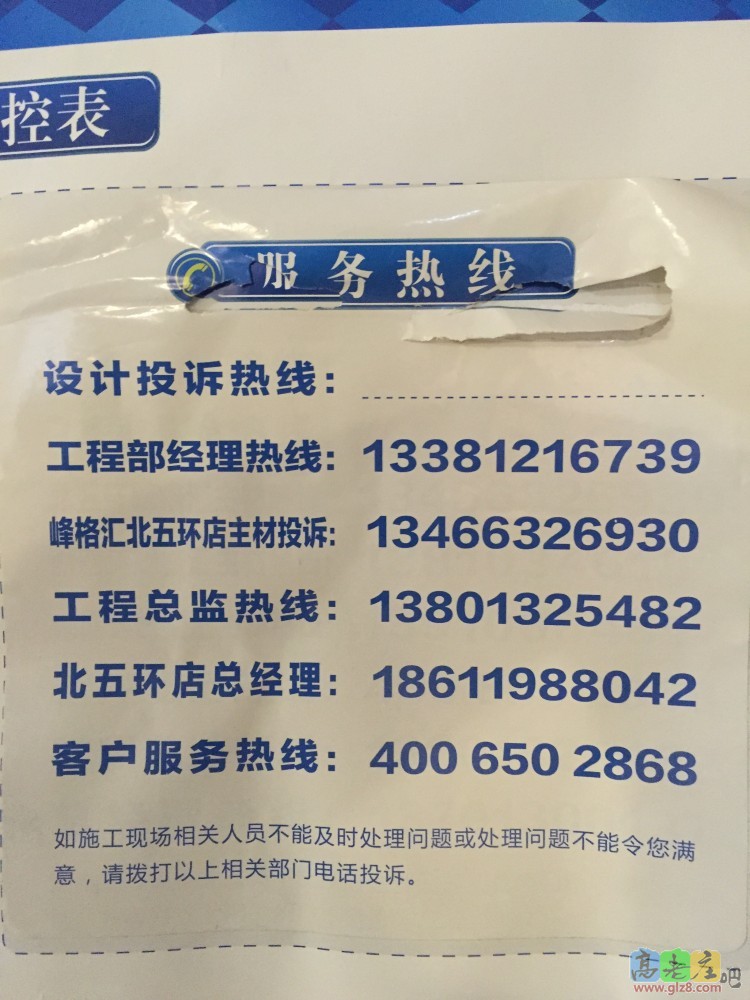 控表
服务热线
设计投诉热线：
工程部经理热线：13381216739
峰格汇北五环店主材投诉：13466326930
工程总监热线：13801325482
北五环店总经理：18611988042
客户服务热线：400 650 2868
如施工现场相关人员不能及时处理问题或处理问题不能令您满
意，请拨打以上相关部门电话投诉。
高老庄吧
www.glz8.com